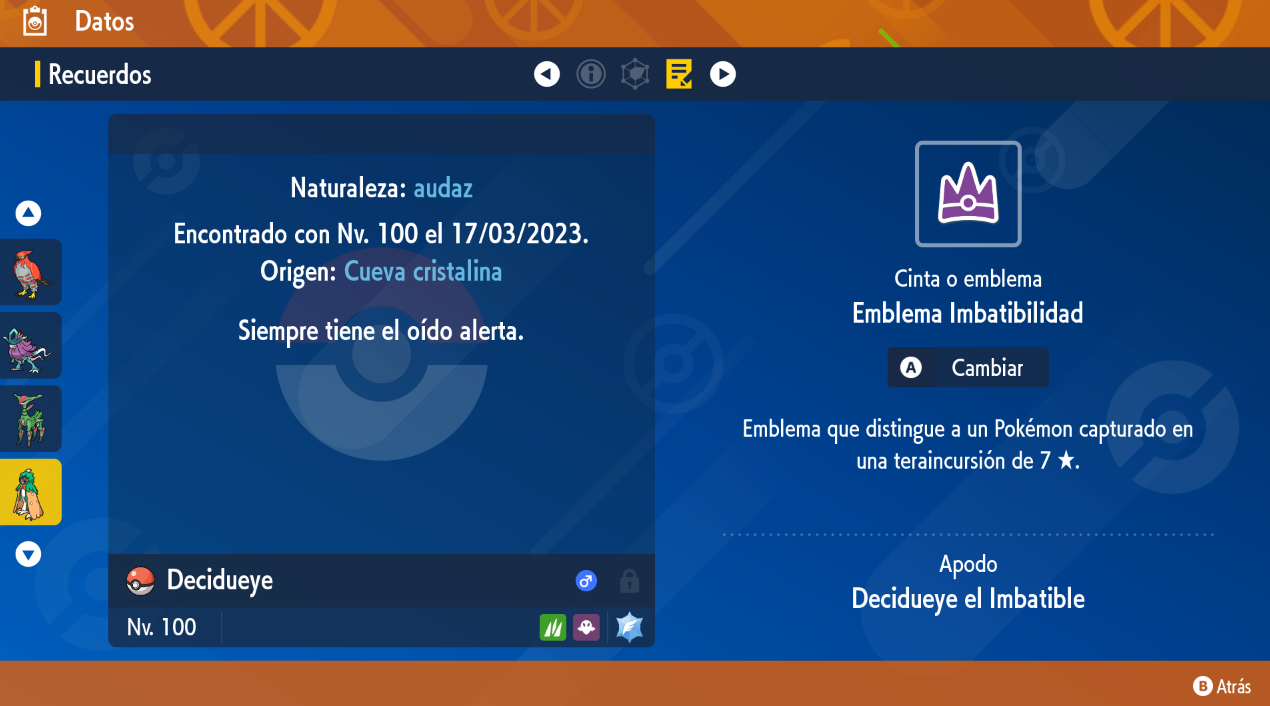 Datos
Recuerdos
Naturaleza: audaz
Encontrado con Nv. 100 el 17/03/2023.
Origen: Cueva cristalina
Siempre tiene el oído alerta.
Decidueye
Nv. 100
Cinta o emblema
Emblema Imbatibilidad
A Cambiar
Emblema que distingue a un Pokémon capturado en
una teraincursión de 7 ★.
Apodo
Decidueye el Imbatible
B Atrás